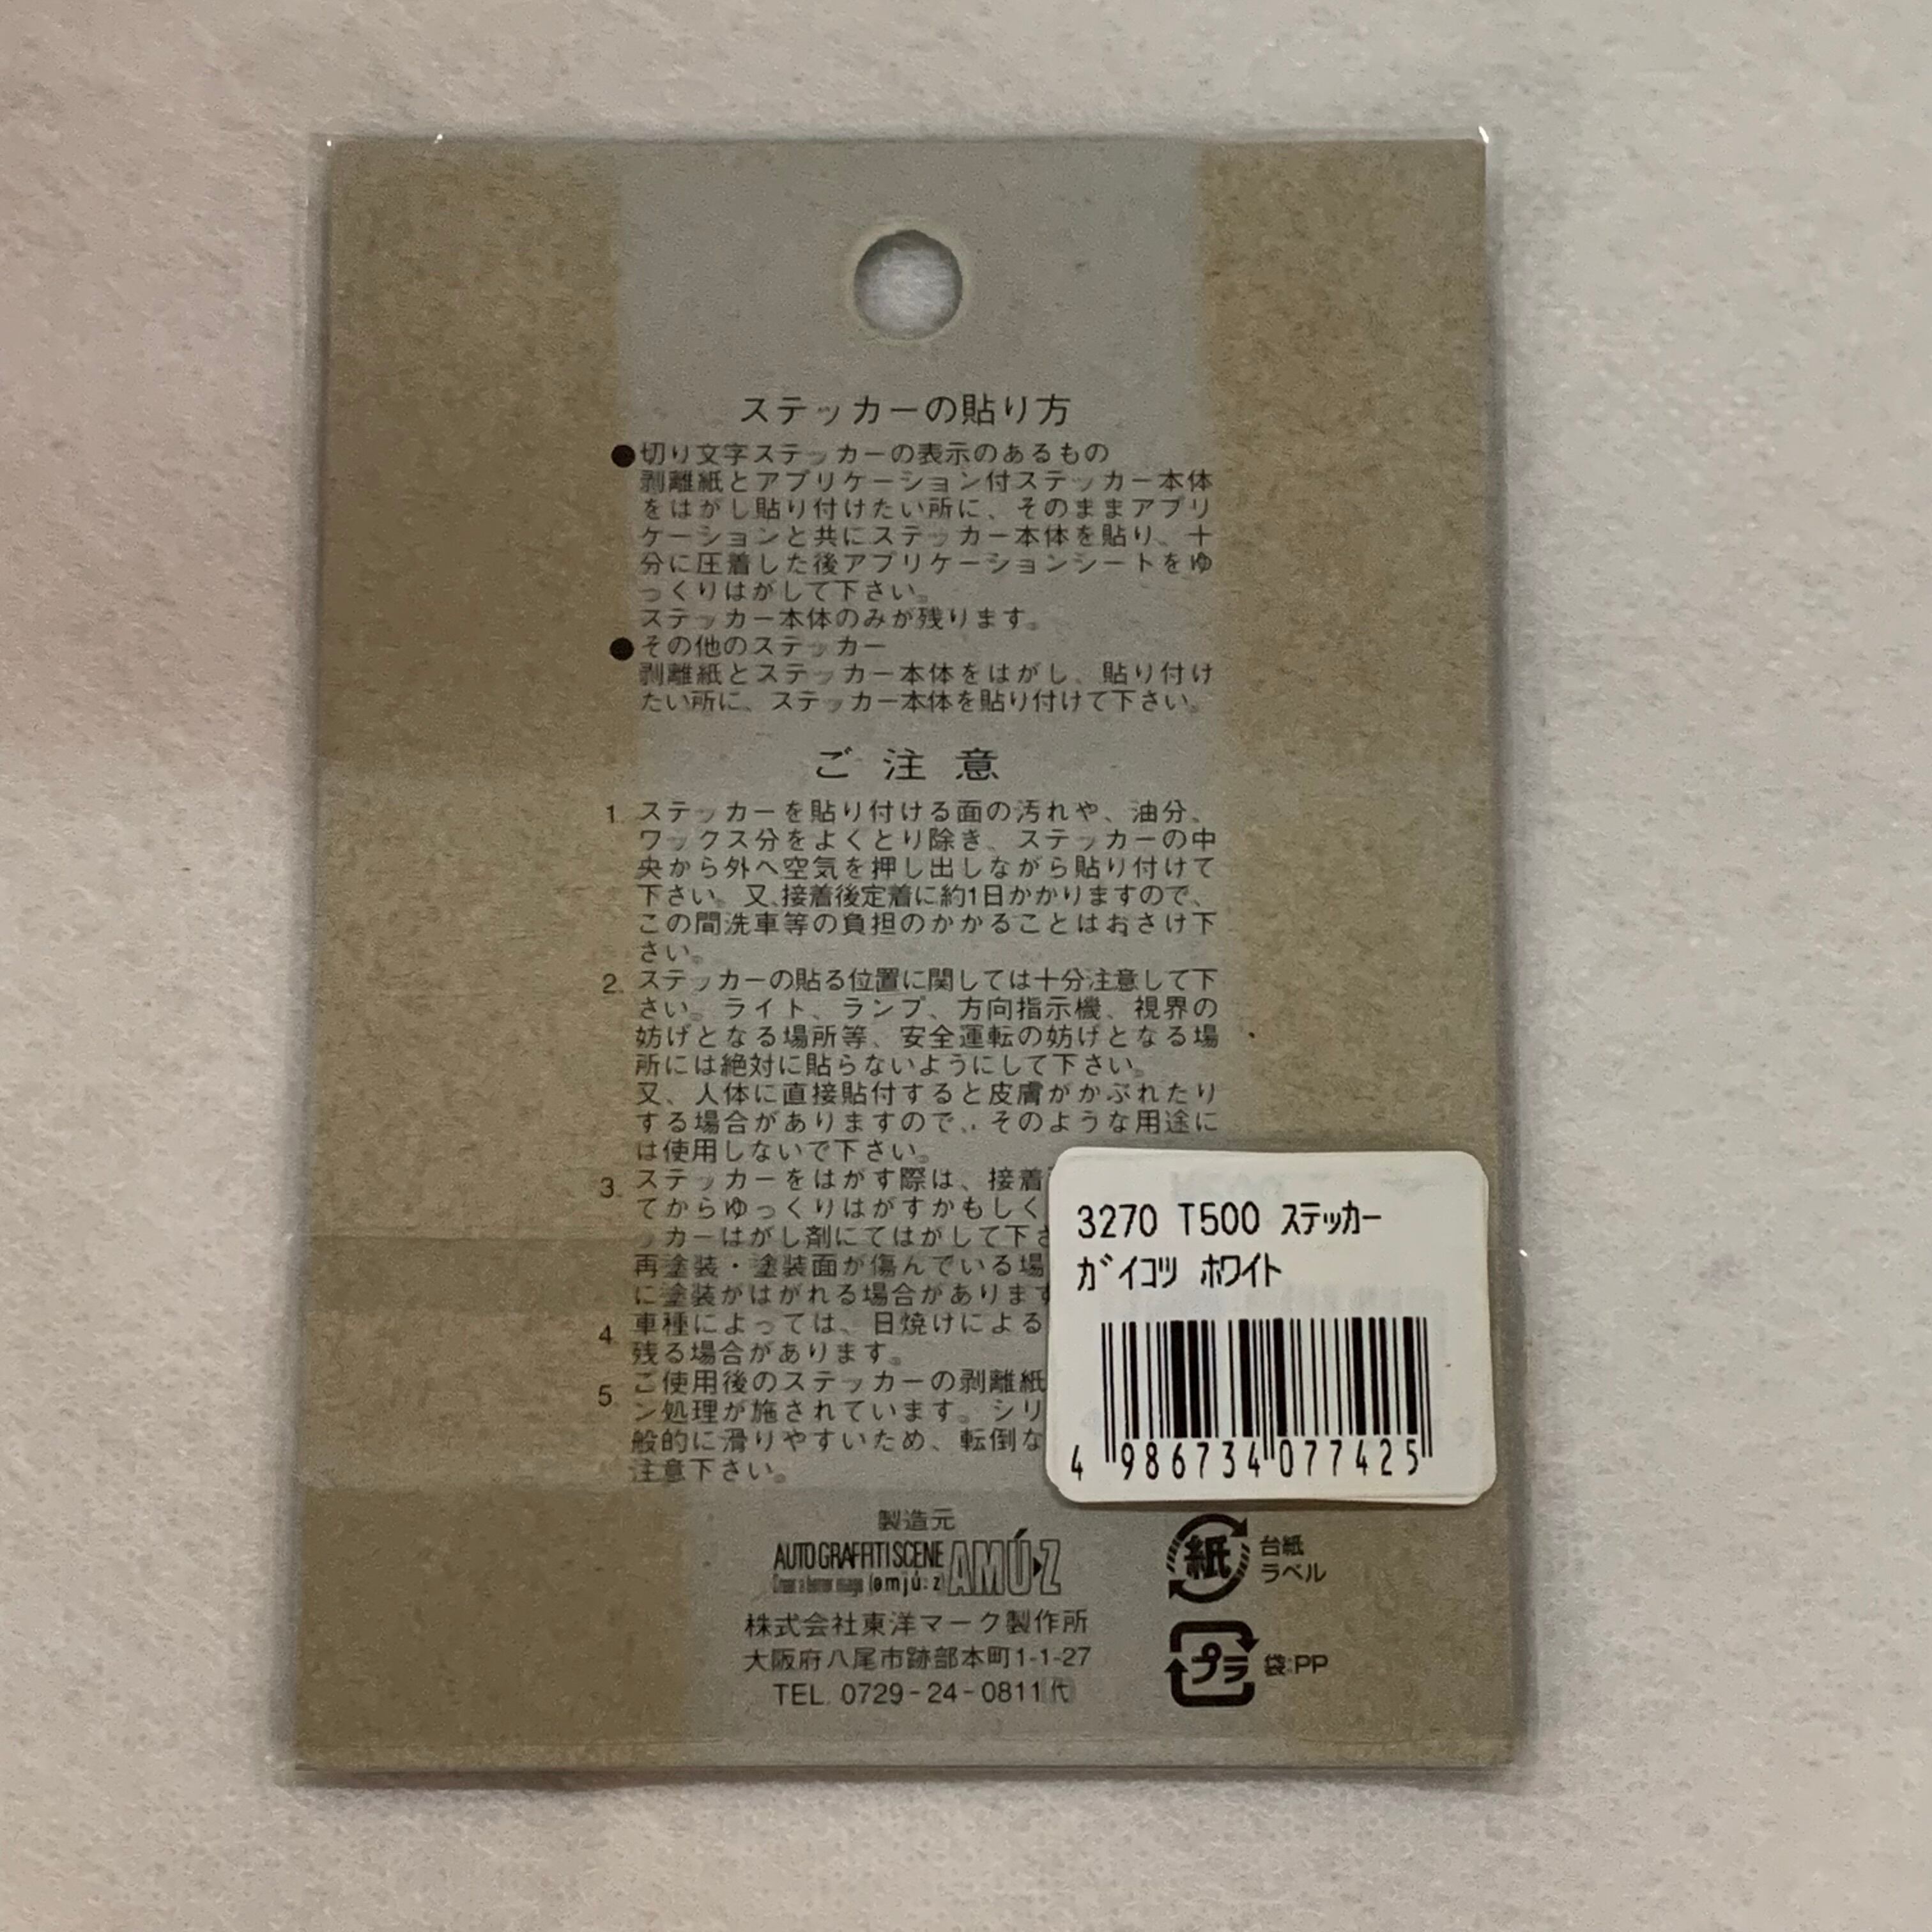 ステッカーの貼り方
●切り文字ステッカーの表示のあるもの
剥離紙とアプリケーション付ステッカー本体
をはがし貼り付けたい所に、そのままアプリ
ケーションと共にステッカー本体を貼り、十
分に圧着した後アプリケーションシートをゆ
っくりはがして下さい。
ステッカー本体のみが残ります。
●その他のステッカー
剥離紙とステッカー本体をはがし、貼り付け
たい所に、ステッカー本体を貼り付けて下さい。
ご注意
1. ステッカーを貼り付ける面の汚れや、油分、
ワックス分をよくとり除き、ステッカーの中
央から外へ空気を押し出しながら貼り付けて
下さい。又、接着後定着に約1日かかりますので、
この間洗車等の負担のかかることはおさけ下
さい。
2. ステッカーの貼る位置に関しては十分注意して下
さい。ライト、ランプ、方向指示機、視界の
妨げとなる場所等、安全運転の妨げとなる場
所には絶対に貼らないようにして下さい。
又、人体に直接貼付すると皮膚がかぶれたり
する場合がありますので、そのような用途に
は使用しないで下さい。
3. ステッカーをはがす際は、接着
てからゆっくりはがすかもしく
ッカーはがし剤にてはがして下さ
再塗装・塗装面が傷んでいる場
に塗装がはがれる場合があります
4. 車種によっては、日焼けによる
残る場合があります。
5. ご使用後のステッカーの剥離紙
ン処理が施されています。シリ
般的に滑りやすいため、転倒な
注意下さい。
3270 T500 ステッカー
ガイコツ ホワイト
4 986734 077425
製造元
AUTO GRAFFITI SCENE AMÚ・Z
(əmjú:z)
株式会社東洋マーク製作所
大阪府八尾市跡部本町1-1-27
TEL. 0729-24-0811代
紙 台紙
ラベル
プラ 袋:PP